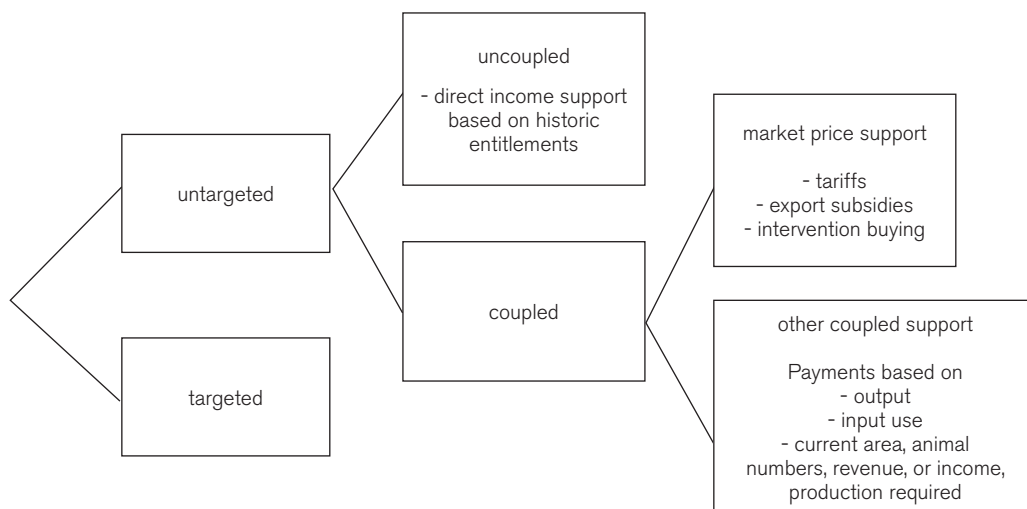 uncoupled
- direct income support
based on historic
entitlements
untargeted
market price support
- tariffs
- export subsidies
- intervention buying
coupled
targeted
other coupled support
Payments based on
- output
- input use
- current area, animal
numbers, revenue, or income,
production required